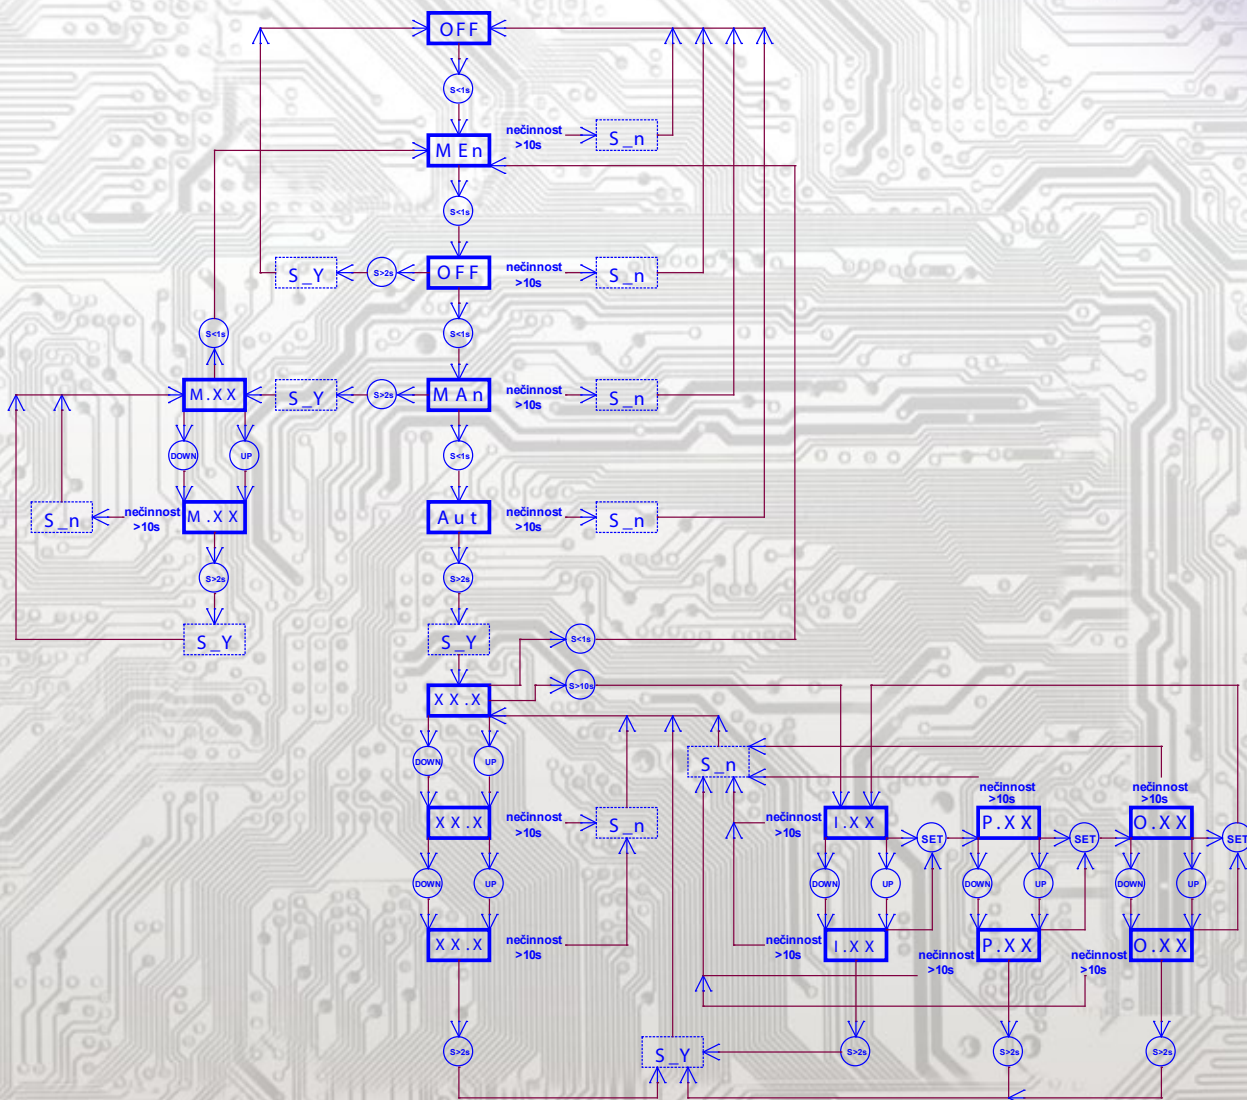 OFF
S<1s
MEn
nečinnost
>10s
S_n
S<1s
S_Y
S>2s
OFF
nečinnost
>10s
S_n
S<1s
S<1s
M.XX
S_Y
S>2s
MAn
nečinnost
>10s
S_n
DOWN
UP
S<1s
S_n
nečinnost
>10s
M.XX
Aut
nečinnost
>10s
S_n
S>2s
S>2s
S_Y
S_Y
S<1s
XX.X
S>10s
DOWN
UP
S_n
XX.X
nečinnost
>10s
S_n
nečinnost
>10s
I.XX
SET
nečinnost
>10s
P.XX
SET
nečinnost
>10s
O.XX
SET
DOWN
UP
DOWN
UP
DOWN
UP
DOWN
UP
XX.X
nečinnost
>10s
nečinnost
>10s
I.XX
nečinnost
>10s
P.XX
nečinnost
>10s
O.XX
S>2s
S_Y
S>2s
S>2s
S>2s